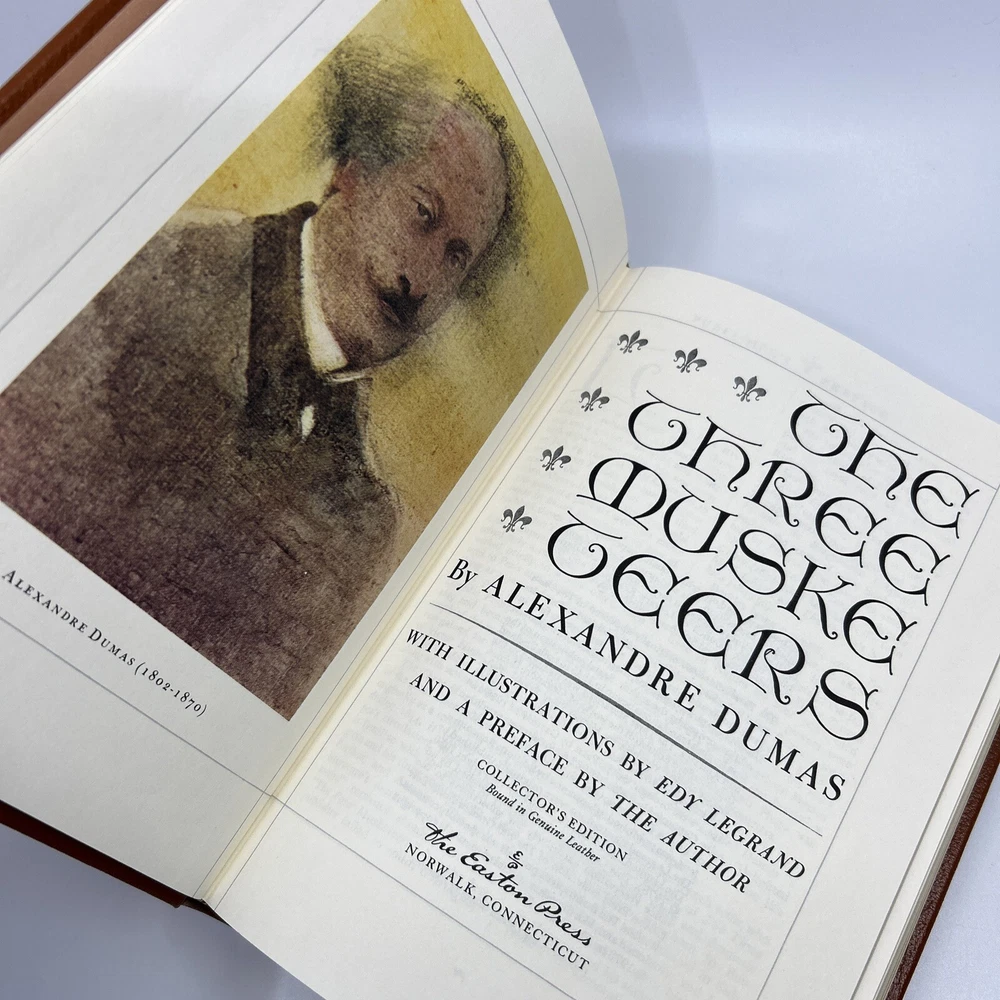 ALEXANDRE DUMAS (1802-1870)
THE
THREE
MUSKE
TEERS
By ALEXANDRE DUMAS
WITH ILLUSTRATIONS BY EDY LEGRAND
AND A PREFACE BY THE AUTHOR
COLLECTOR'S EDITION
Bound in Genuine Leather
The Easton Press
NORWALK, CONNECTICUT